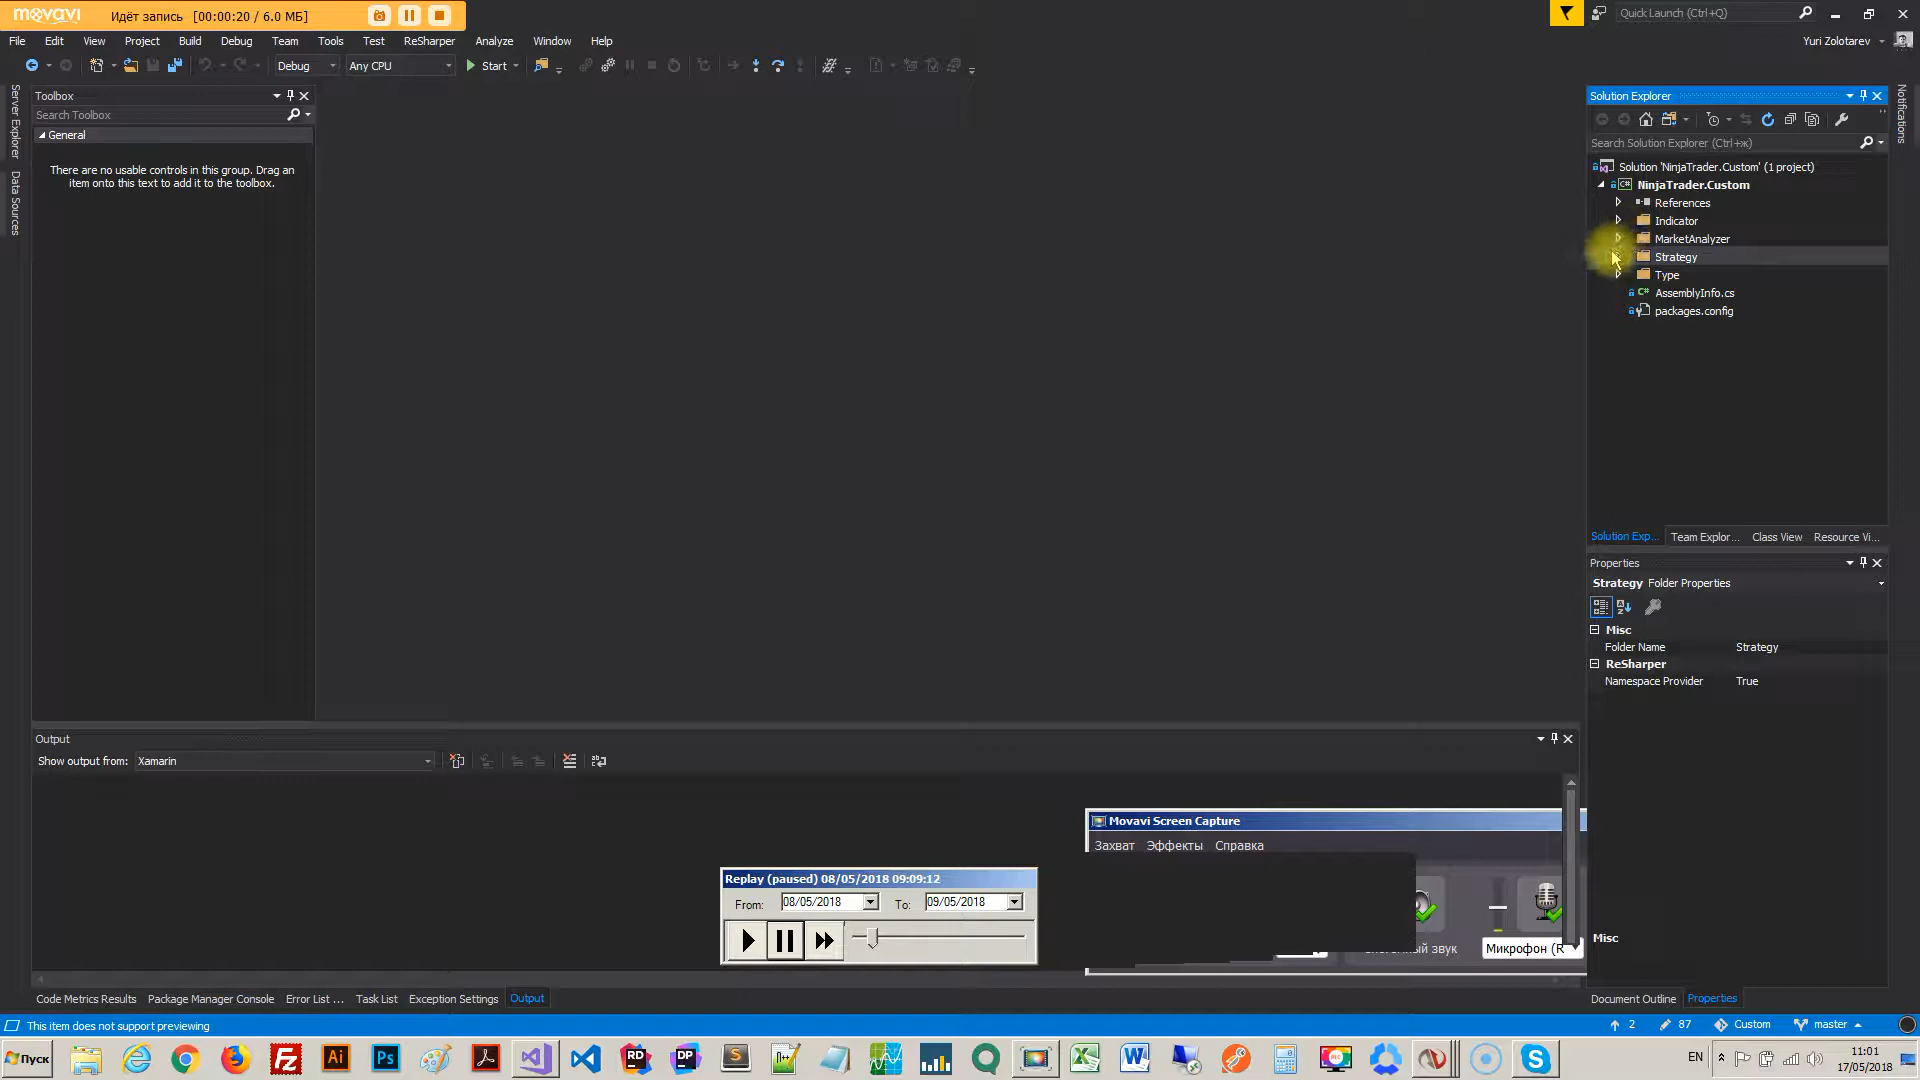 movavi
Идёт запись [00:00:20 / 6.0 МБ]
Quick Launch (Ctrl+Q)
File Edit View Project Build Debug Team Tools Test ReSharper Analyze Window Help
Yuri Zolotarev
Debug Any CPU Start
Server Explorer
Data Sources
Toolbox
Search Toolbox
General
There are no usable controls in this group. Drag an
item onto this text to add it to the toolbox.
Solution Explorer
Search Solution Explorer (Ctrl+ж)
Solution 'NinjaTrader.Custom' (1 project)
NinjaTrader.Custom
References
Indicator
MarketAnalyzer
Strategy
Type
AssemblyInfo.cs
packages.config
Notifications
Solution Exp... Team Explor... Class View Resource Vi...
Properties
Strategy Folder Properties
Misc
Folder Name Strategy
ReSharper
Namespace Provider True
Misc
Document Outline Properties
Output
Show output from: Xamarin
Movavi Screen Capture
Захват Эффекты Справка
Микрофон (R
Replay (paused) 08/05/2018 09:09:12
From: 08/05/2018 To: 09/05/2018
Code Metrics Results Package Manager Console Error List ... Task List Exception Settings Output
This item does not support previewing
2 87 Custom master
Пуск
Fz Ai Ps RD DP S
EN
11:01
17/05/2018